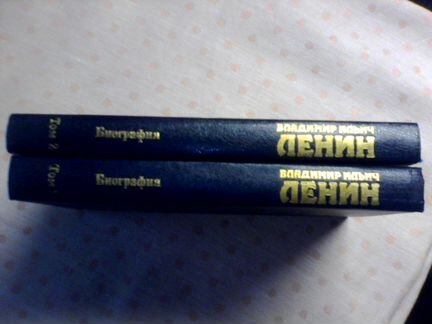 Том 2 Биография ВЛАДИМИР ИЛЬИЧ
ЛЕНИН
Том Биография ВЛАДИМИР ИЛЬИЧ
ЛЕНИН